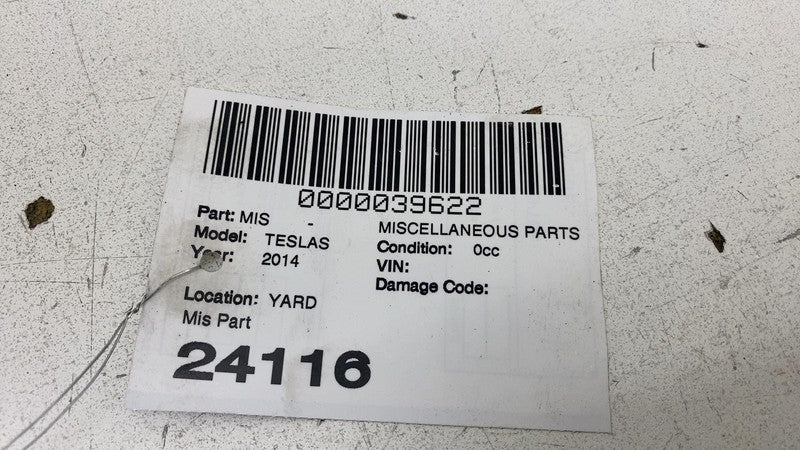 0000039622
Part: MIS - MISCELLANEOUS PARTS
Model: TESLAS Condition: 0cc
Year: 2014 VIN:
Damage Code:
Location: YARD
Mis Part
24116